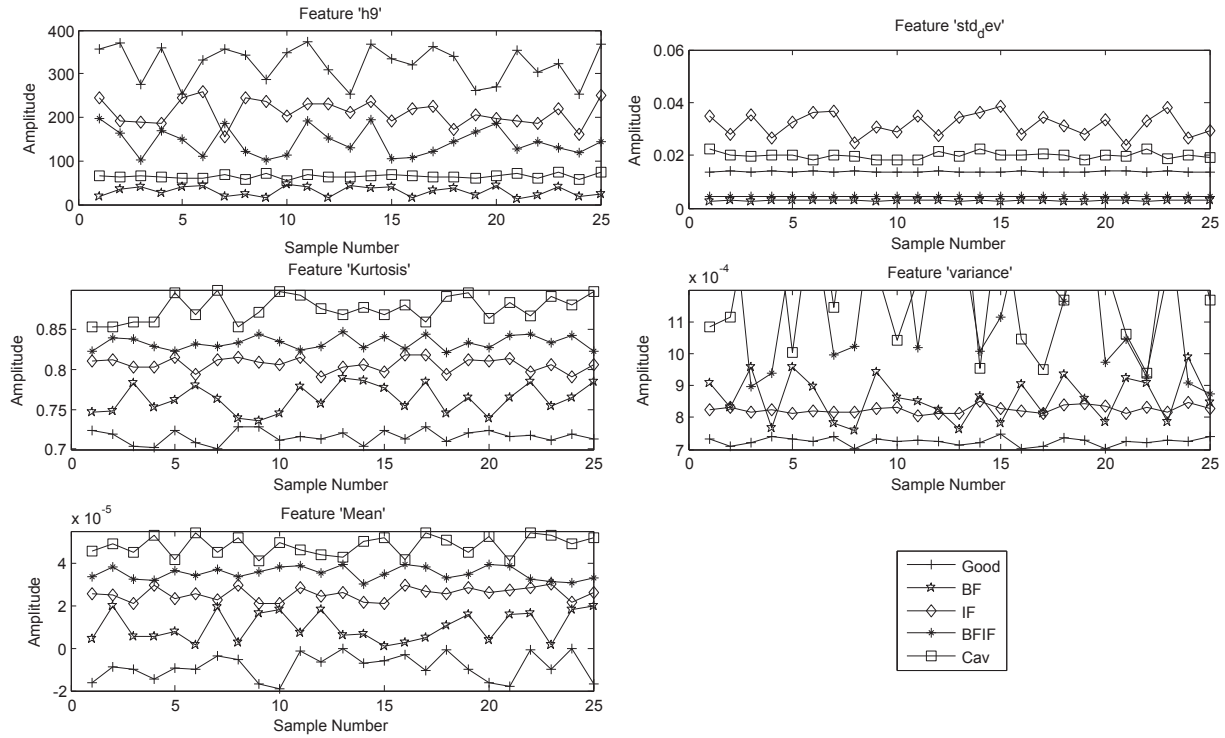 Feature 'h9'
400
300
200
100
0
0 5 10 15 20 25
Amplitude
Sample Number
Feature 'std_dev'
0.06
0.04
0.02
0
0 5 10 15 20 25
Amplitude
Sample Number
Feature 'Kurtosis'
0.85
0.8
0.75
0.7
0 5 10 15 20 25
Amplitude
Sample Number
Feature 'variance'
x 10-4
11
10
9
8
7
0 5 10 15 20 25
Amplitude
Sample Number
Feature 'Mean'
x 10-5
4
2
0
-2
0 5 10 15 20 25
Amplitude
Sample Number
Good
BF
IF
BFIF
Cav